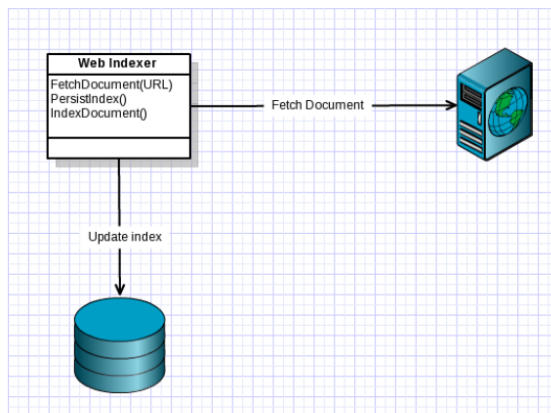 Web Indexer
FetchDocument(URL)
PersistIndex()
IndexDocument()
Fetch Document
Update index